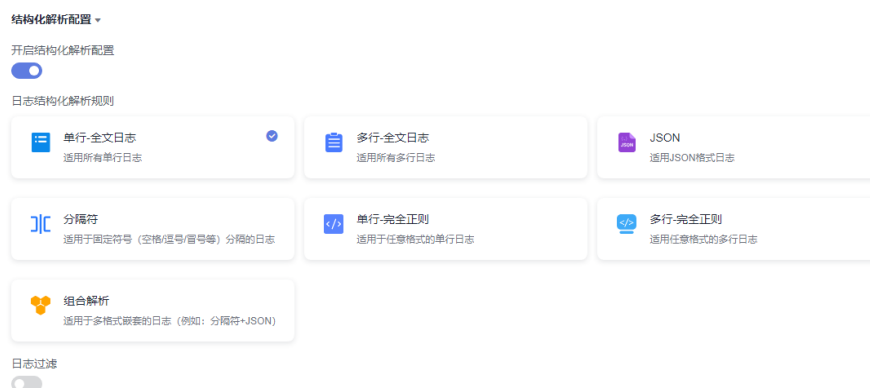 结构化解析配置
开启结构化解析配置
日志结构化解析规则
单行-全文日志
适用所有单行日志
多行-全文日志
适用所有多行日志
JSON
JSON
适用JSON格式日志
分隔符
适用于固定符号（空格/逗号/冒号等）分隔的日志
单行-完全正则
适用于任意格式的单行日志
多行-完全正则
适用任意格式的多行日志
组合解析
适用于多格式嵌套的日志（例如：分隔符+JSON）
日志过滤